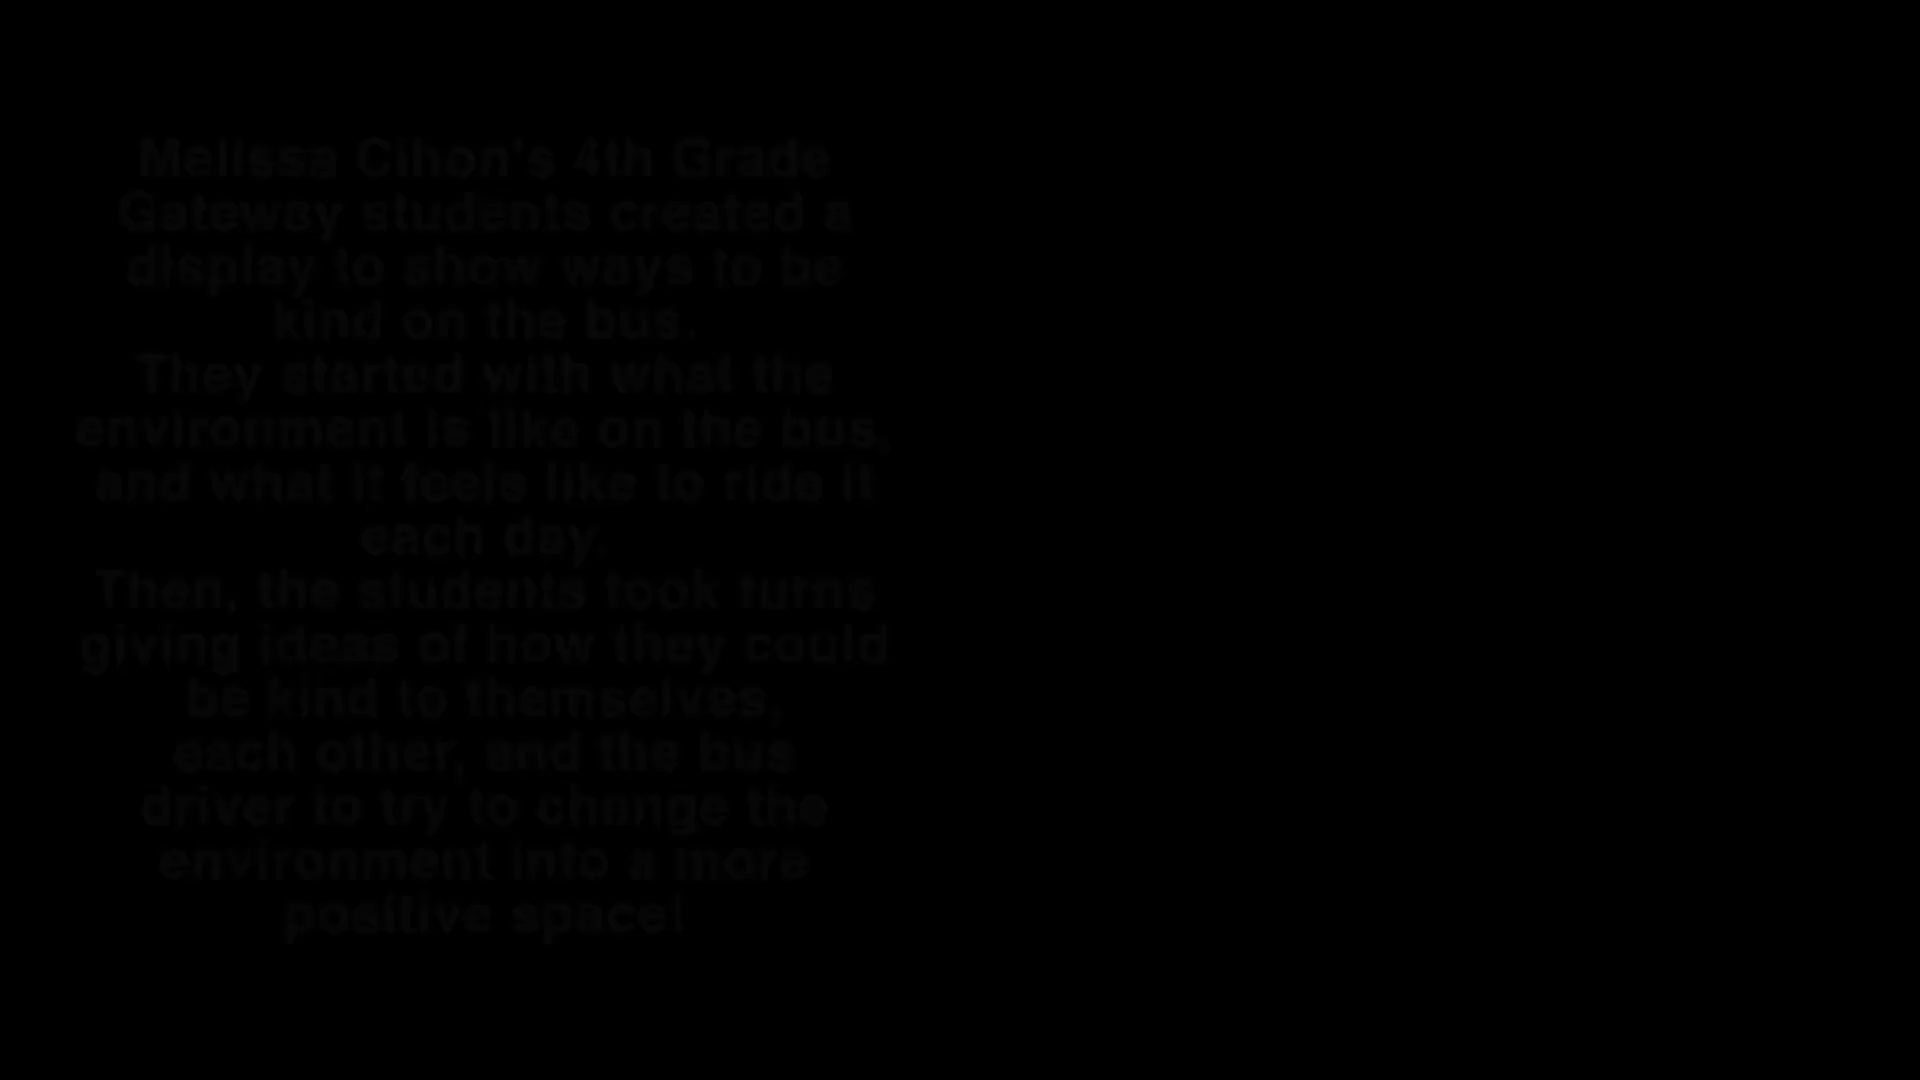 Melissa Cihon's 4th Grade
Gateway students created a
display to show ways to be
kind on the bus.
They started with what the
environment is like on the bus,
and what it feels like to ride it
each day.
Then, the students took turns
giving ideas of how they could
be kind to themselves,
each other, and the bus
driver to try to change the
environment into a more
positive space!